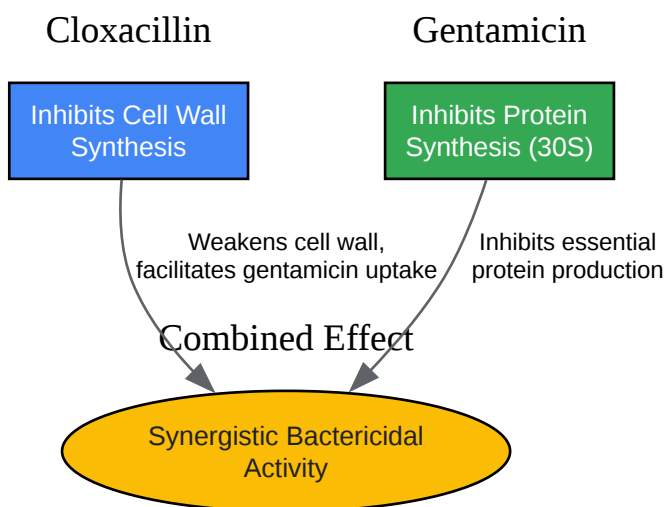 Cloxacillin
Gentamicin
Inhibits Cell Wall
Synthesis
Inhibits Protein
Synthesis (30S)
Weakens cell wall,
facilitates gentamicin uptake
Inhibits essential
protein production
Combined Effect
Synergistic Bactericidal
Activity